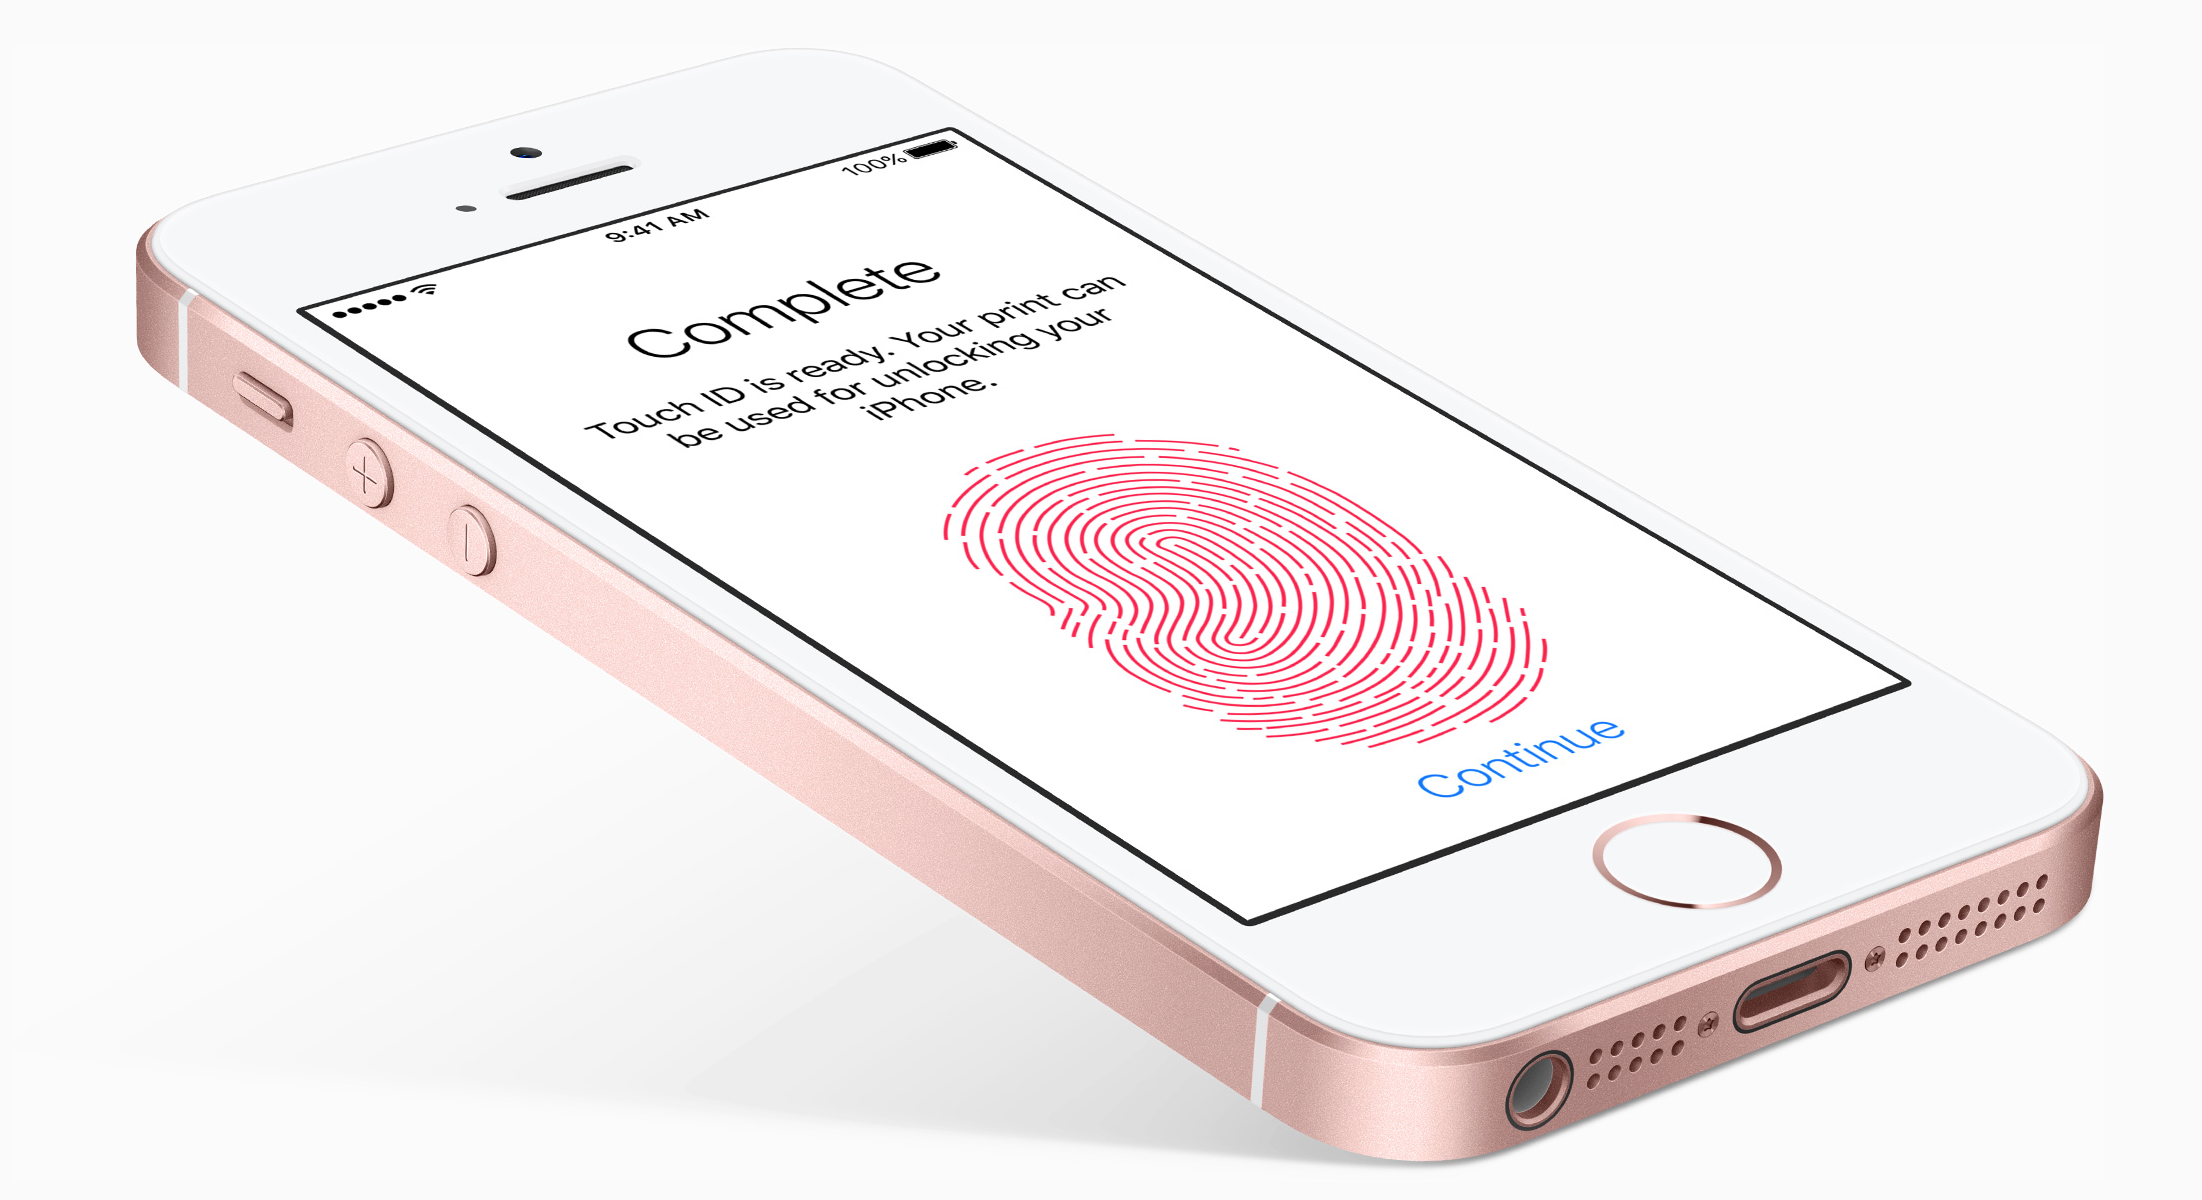 9:41 AM
100%
Complete
Touch ID is ready. Your print can
be used for unlocking your
iPhone.
Continue